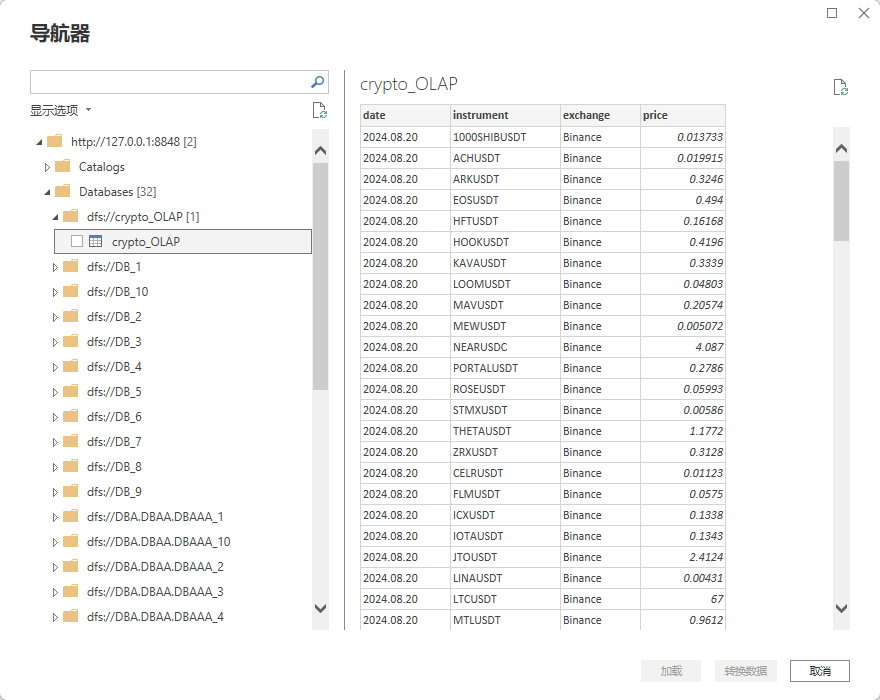 导航器
显示选项
http://127.0.0.1:8848 [2]
Catalogs
Databases [32]
dfs://crypto_OLAP [1]
crypto_OLAP
dfs://DB_1
dfs://DB_10
dfs://DB_2
dfs://DB_3
dfs://DB_4
dfs://DB_5
dfs://DB_6
dfs://DB_7
dfs://DB_8
dfs://DB_9
dfs://DBA.DBAA.DBAAA_1
dfs://DBA.DBAA.DBAAA_10
dfs://DBA.DBAA.DBAAA_2
dfs://DBA.DBAA.DBAAA_3
dfs://DBA.DBAA.DBAAA_4
crypto_OLAP
date instrument exchange price
2024.08.20 1000SHIBUSDT Binance 0.013733
2024.08.20 ACHUSDT Binance 0.019915
2024.08.20 ARKUSDT Binance 0.3246
2024.08.20 EOSUSDT Binance 0.494
2024.08.20 HFTUSDT Binance 0.16168
2024.08.20 HOOKUSDT Binance 0.4196
2024.08.20 KAVAUSDT Binance 0.3339
2024.08.20 LOOMUSDT Binance 0.04803
2024.08.20 MAVUSDT Binance 0.20574
2024.08.20 MEWUSDT Binance 0.005072
2024.08.20 NEARUSDC Binance 4.087
2024.08.20 PORTALUSDT Binance 0.2786
2024.08.20 ROSEUSDT Binance 0.05993
2024.08.20 STMXUSDT Binance 0.00586
2024.08.20 THETAUSDT Binance 1.1772
2024.08.20 ZRXUSDT Binance 0.3128
2024.08.20 CELRUSDT Binance 0.01123
2024.08.20 FLMUSDT Binance 0.0575
2024.08.20 ICXUSDT Binance 0.1338
2024.08.20 IOTAUSDT Binance 0.1343
2024.08.20 JTOUSDT Binance 2.4124
2024.08.20 LINAUSDT Binance 0.00431
2024.08.20 LTCUSDT Binance 67
2024.08.20 MTLUSDT Binance 0.9612
加载 转换数据 取消